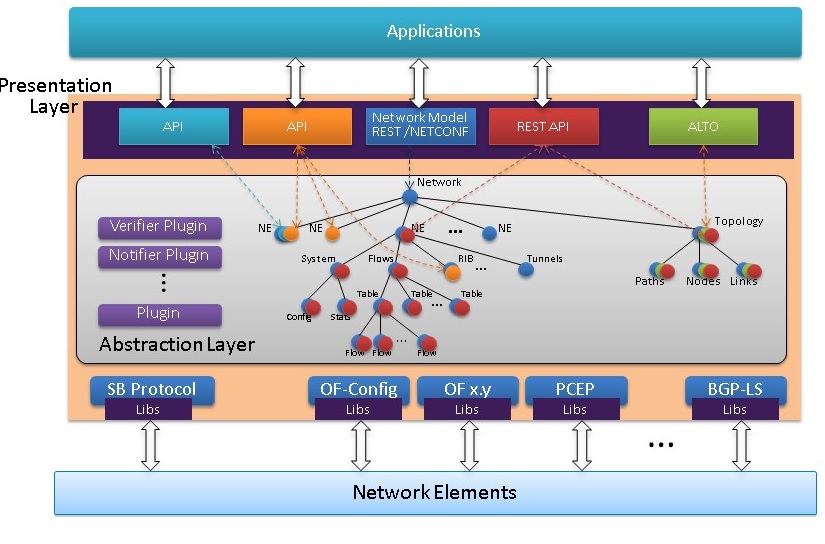 Applications
Presentation
Layer
API
API
Network Model
REST /NETCONF
REST API
ALTO
Network
Verifier Plugin
NE
NE
NE
...
NE
Topology
Notifier Plugin
System
Flows
RIB
...
Tunnels
Paths
Nodes
Links
Plugin
Config
Stats
Table
Table
...
Table
Flow
Flow
...
Flow
Abstraction Layer
SB Protocol
Libs
OF-Config
Libs
OF x.y
Libs
PCEP
Libs
...
BGP-LS
Libs
Network Elements